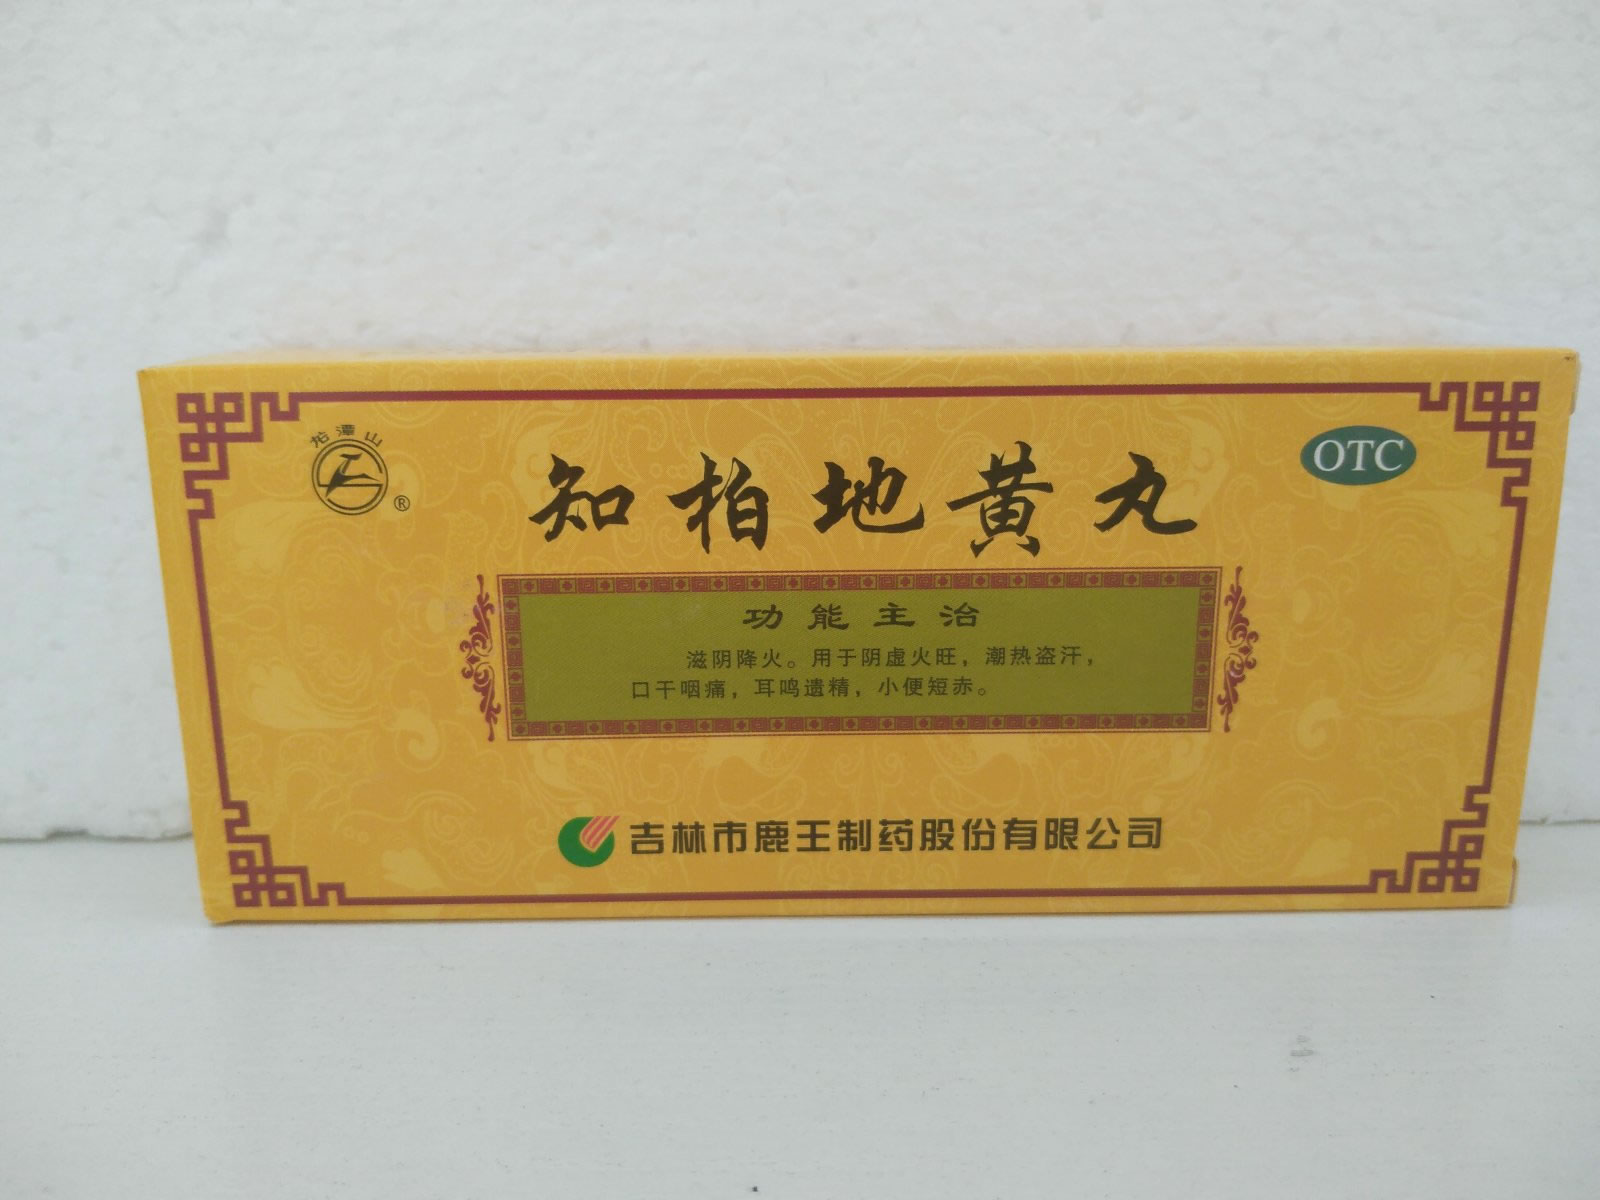 龙潭山
®
OTC
知柏地黄丸
功能主治
滋阴降火。用于阴虚火旺，潮热盗汗，
口干咽痛，耳鸣遗精，小便短赤。
吉林市鹿王制药股份有限公司